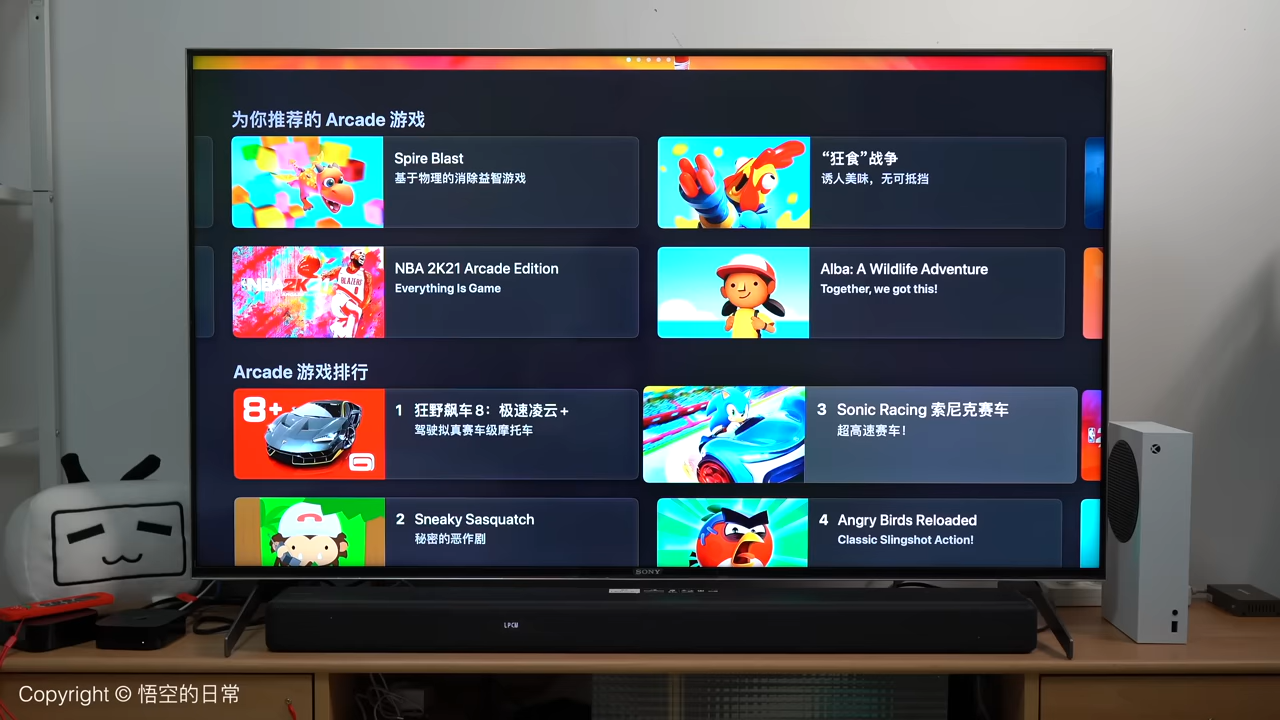 为你推荐的 Arcade 游戏
Spire Blast
基于物理的消除益智游戏
“狂食”战争
诱人美味，无可抵挡
NBA 2K21
BLAZERS
NBA 2K21 Arcade Edition
Everything Is Game
Alba: A Wildlife Adventure
Together, we got this!
Arcade 游戏排行
8+
1 狂野飙车 8：极速凌云+
驾驶拟真赛车级摩托车
3 Sonic Racing 索尼克赛车
超高速赛车！
2 Sneaky Sasquatch
秘密的恶作剧
4 Angry Birds Reloaded
Classic Slingshot Action!
SONY
LPCM
Copyright © 悟空的日常